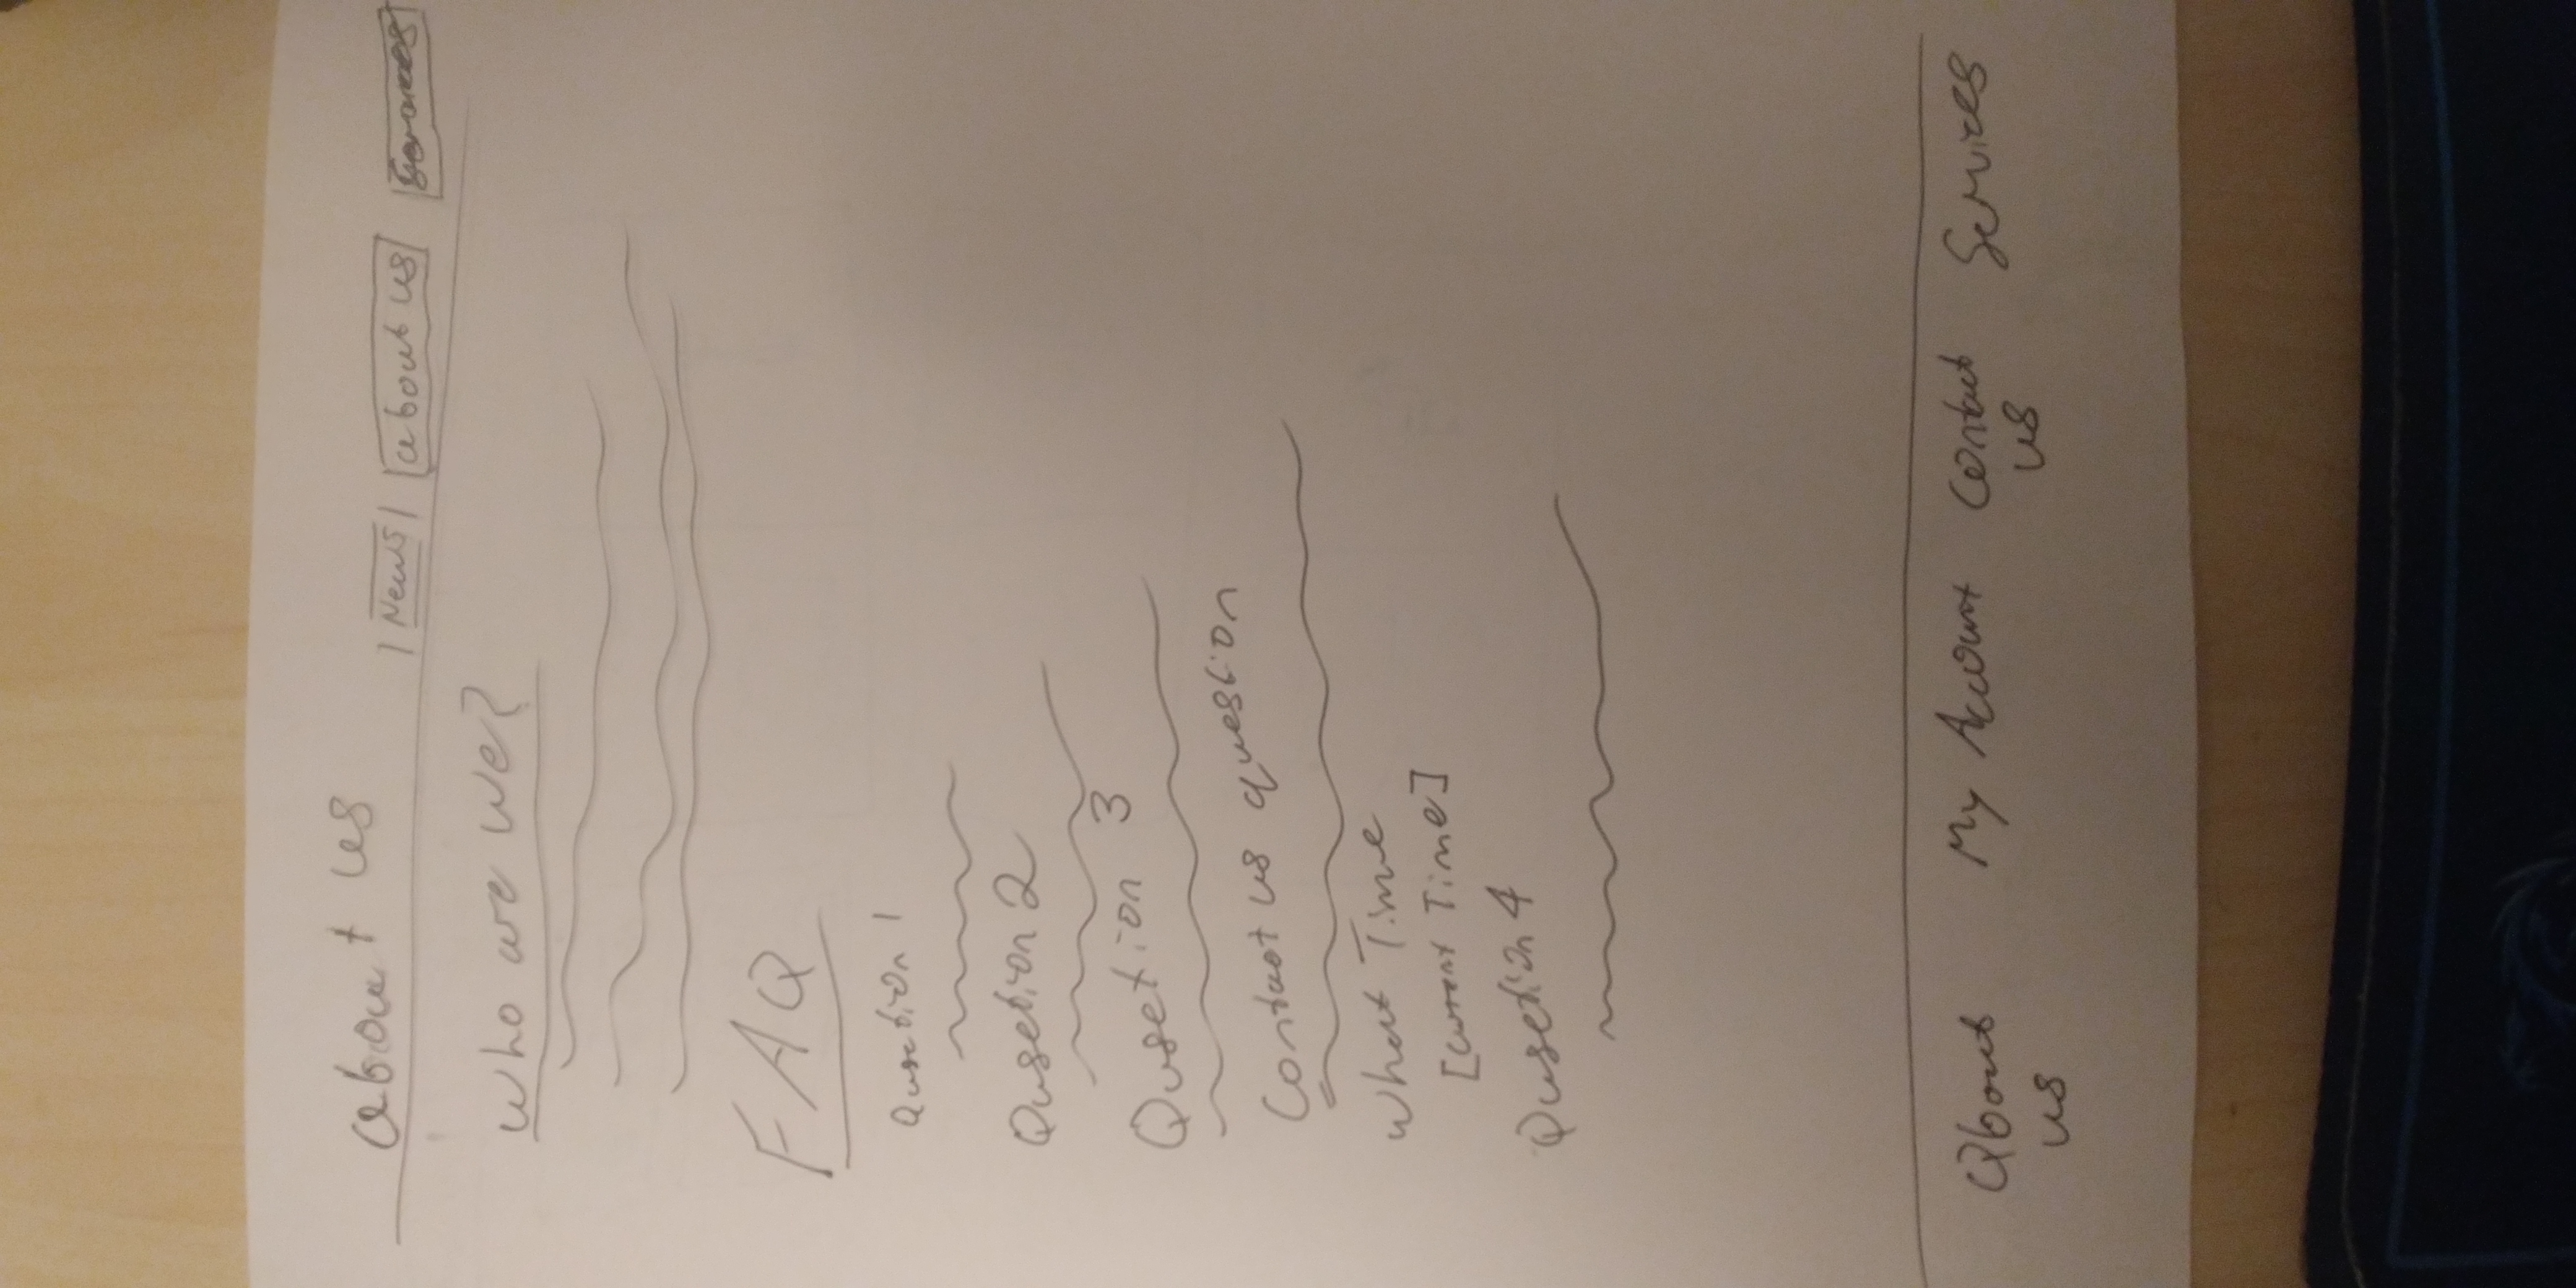 about us
News
about us
Services
Who are we?
FAQ
Qusetion 1
Qusetion 2
Qusetion 3
Contact us question
What Time
[Current Time]
Qusetion 4
About us
My Account
Contact us
Services